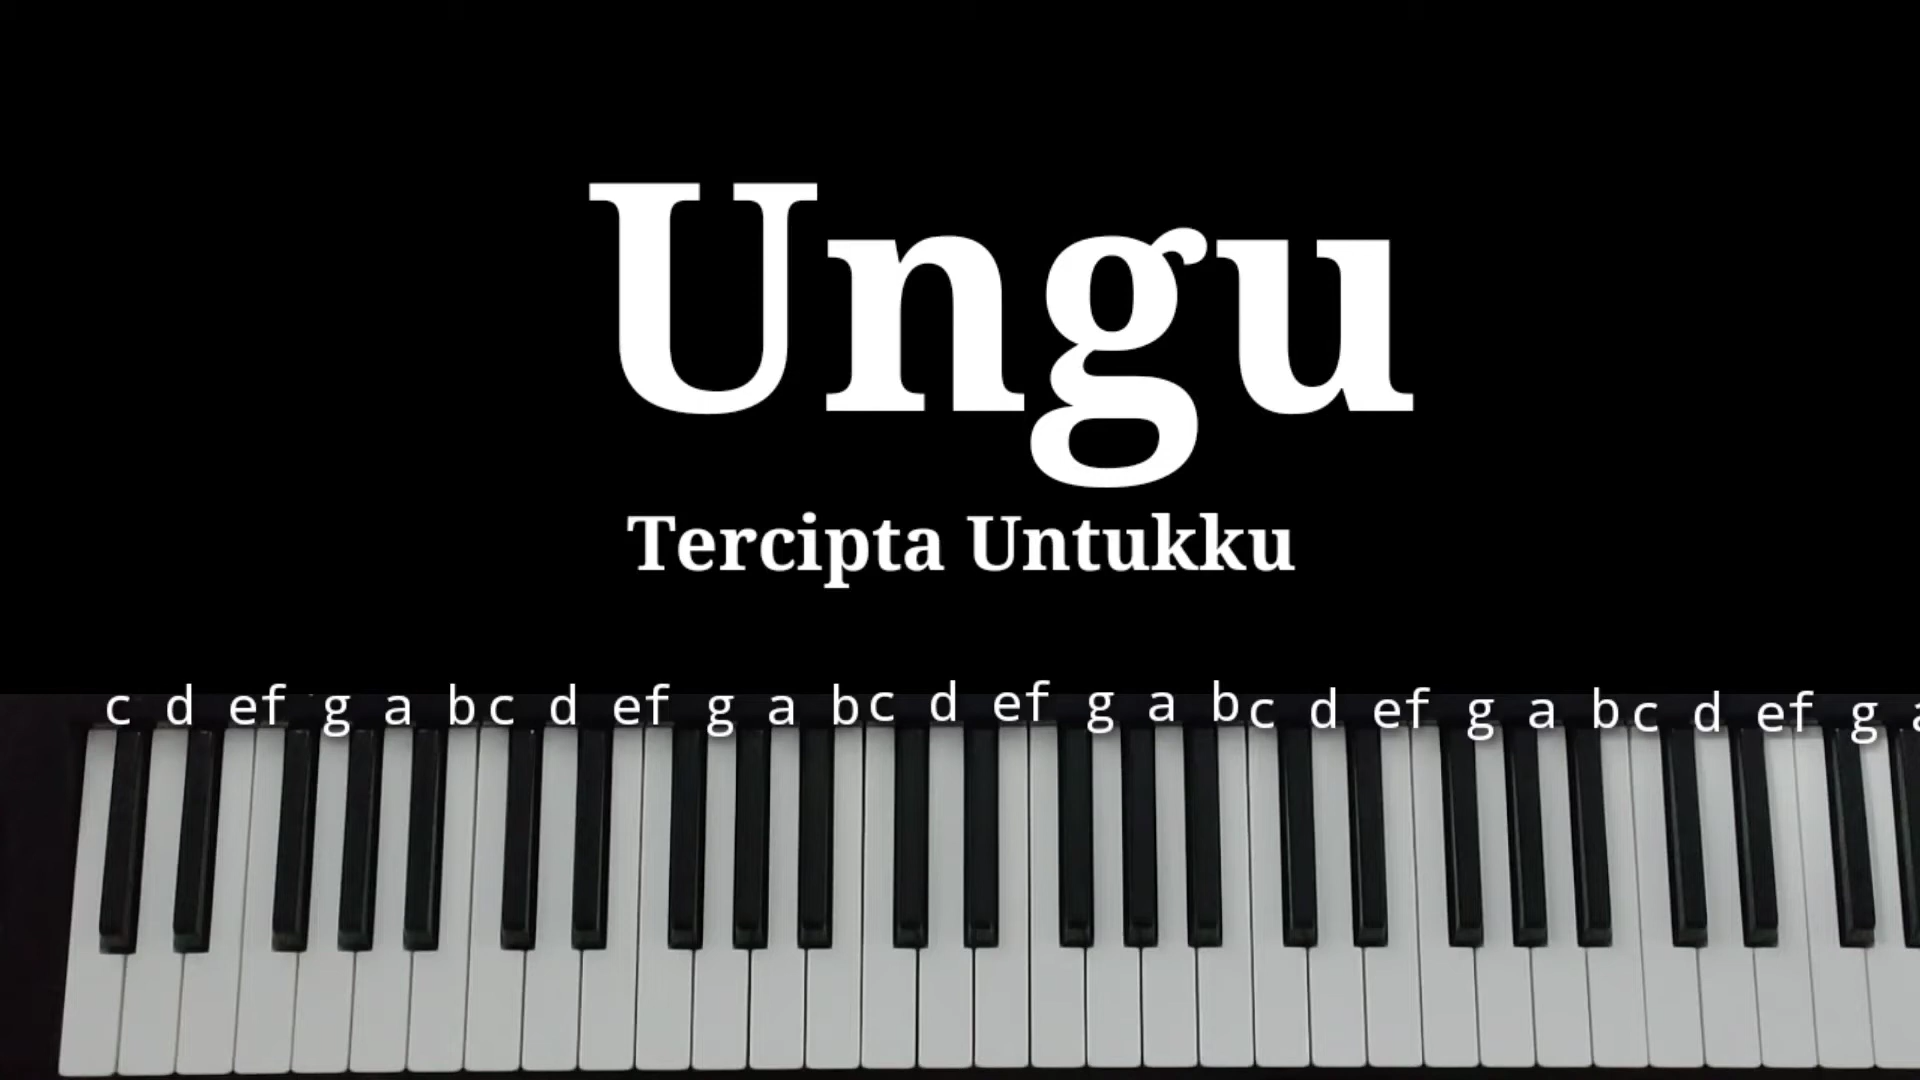 Ungu
Tercipta Untukku
c d ef g a bc d ef g a bc d ef g a bc d ef g a bc d ef g a